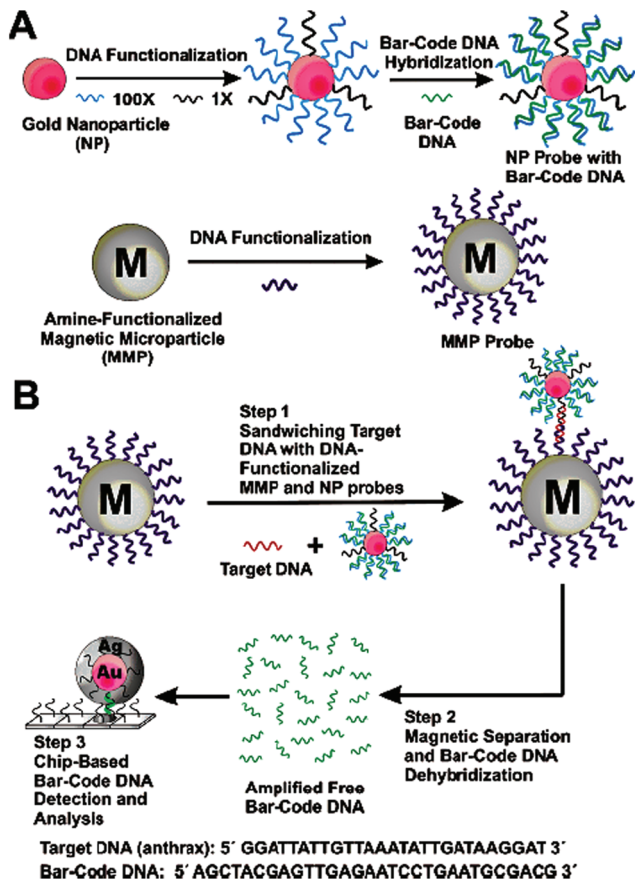 A
DNA Functionalization
100X 1X
Gold Nanoparticle
(NP)
Bar-Code DNA
Hybridization
Bar-Code
DNA
NP Probe with
Bar-Code DNA
M
DNA Functionalization
M
Amine-Functionalized
Magnetic Microparticle
(MMP)
MMP Probe
B
Step 1
Sandwiching Target
DNA with DNA-
Functionalized
MMP and NP probes
M
M
+
Target DNA
Ag
Au
Step 2
Magnetic Separation
and Bar-Code DNA
Dehybridization
Step 3
Chip-Based
Bar-Code DNA
Detection and
Analysis
Amplified Free
Bar-Code DNA
Target DNA (anthrax): 5´ GGATTATTGTTAAATATTGATAAGGAT 3´
Bar-Code DNA: 5´ AGCTACGAGTTGAGAATCCTGAATGCGACG 3´